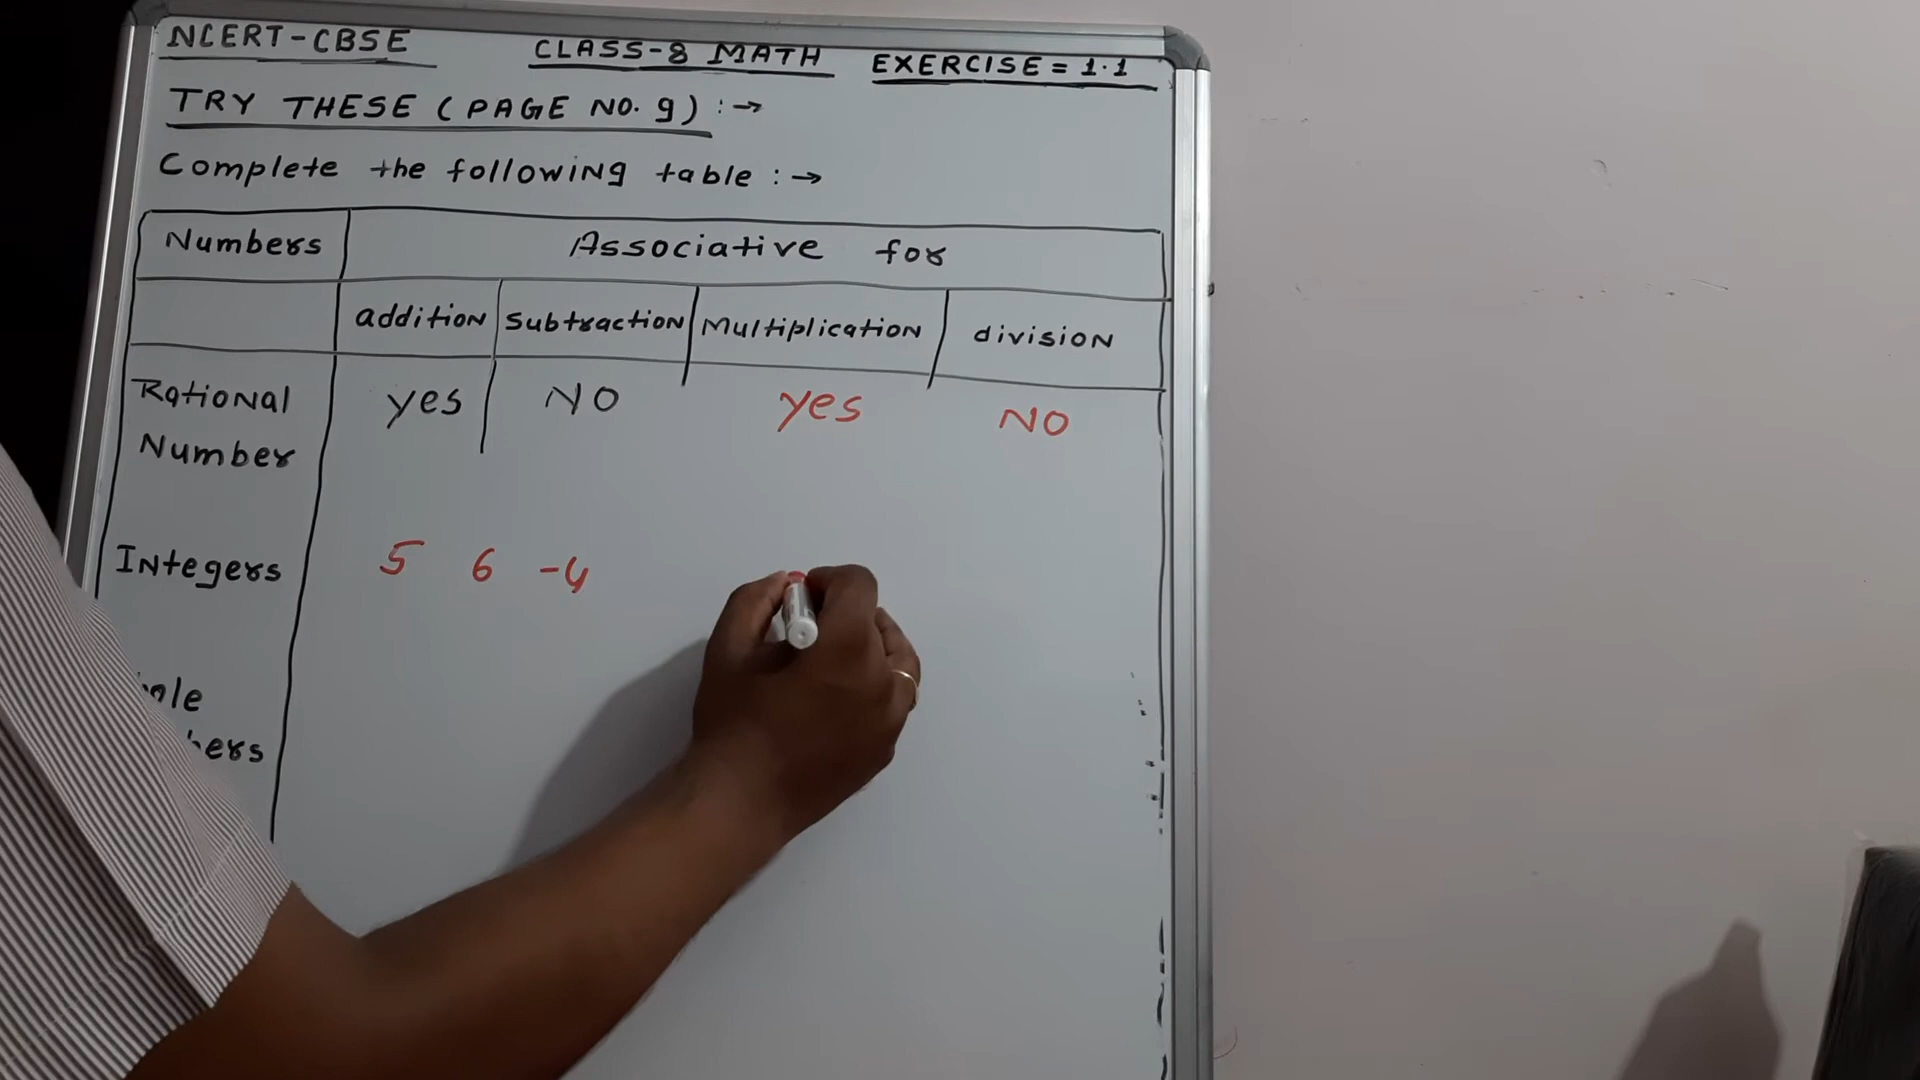 NCERT-CBSE CLASS-8 MATH EXERCISE = 1.1
TRY THESE (PAGE NO. 9) :→
Complete the following table :→
Numbers Associative for
addition Subtraction Multiplication division
Rational yes NO yes NO
Number
Integers 5 6 -4